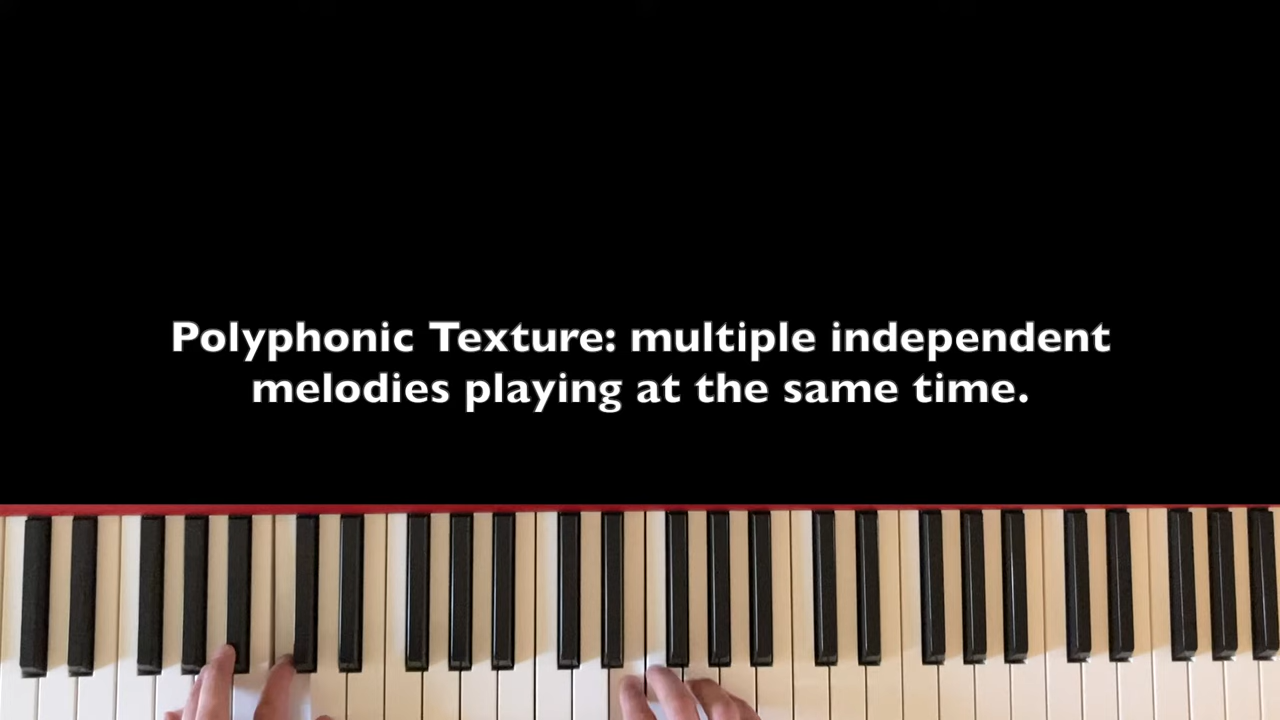 Polyphonic Texture: multiple independent
melodies playing at the same time.